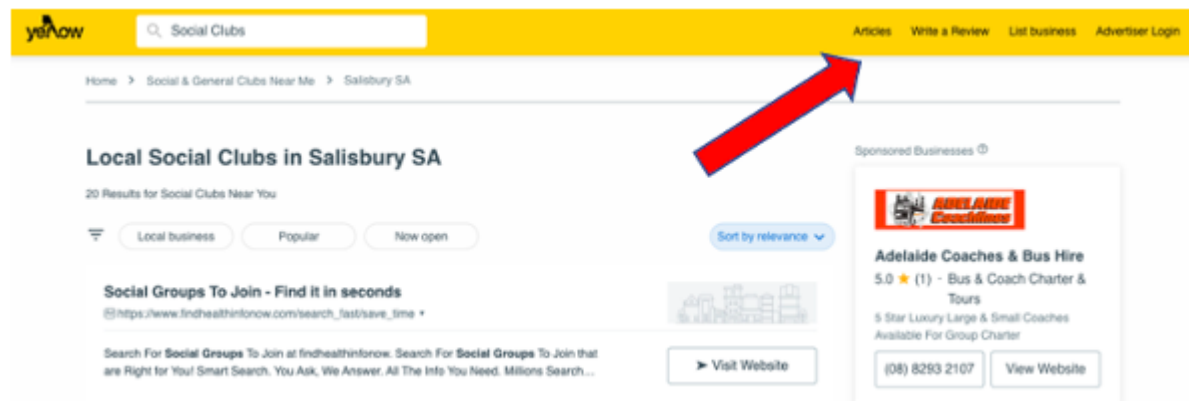 yellow
Social Clubs
Articles Write a Review List business Advertiser Login
Home > Social & General Clubs Near Me > Salisbury SA
Local Social Clubs in Salisbury SA
20 Results for Social Clubs Near You
Local business Popular Now open
Sort by relevance
Social Groups To Join - Find it in seconds
https://www.findhealthinfonow.com/search_fast/save_time
Search For Social Groups To Join at findhealthinfonow. Search For Social Groups To Join that
are Right for You! Smart Search. You Ask, We Answer. All The Info You Need. Millions Search...
Visit Website
Sponsored Businesses
ADELAIDE
Coachlines
Adelaide Coaches & Bus Hire
5.0 ★ (1) - Bus & Coach Charter &
Tours
5 Star Luxury Large & Small Coaches
Available For Group Charter
(08) 8293 2107 View Website